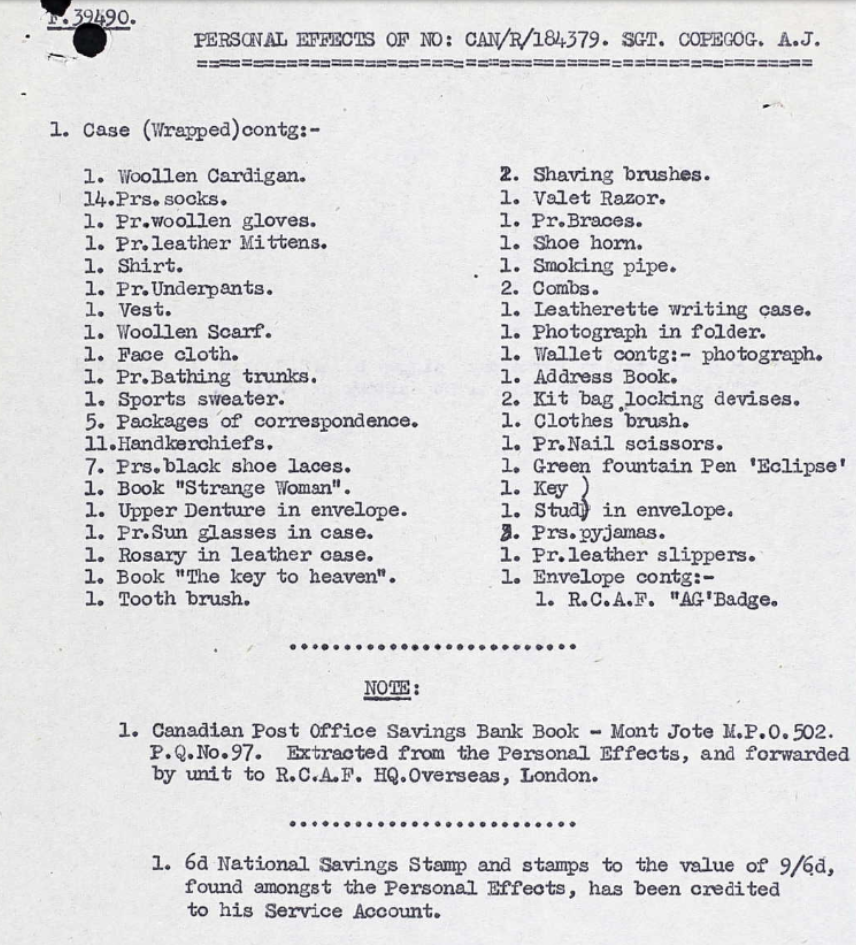 F.39490.
PERSONAL EFFECTS OF NO: CAN/R/184379. SGT. COPEGOG. A.J.
1. Case (Wrapped)contg:-
1. Woollen Cardigan.
14.Prs.socks.
1. Pr.woollen gloves.
1. Pr.leather Mittens.
1. Shirt.
1. Pr.Underpants.
1. Vest.
1. Woollen Scarf.
1. Face cloth.
1. Pr.Bathing trunks.
1. Sports sweater.
5. Packages of correspondence.
11.Handkerchiefs.
7. Prs.black shoe laces.
1. Book "Strange Woman".
1. Upper Denture in envelope.
1. Pr.Sun glasses in case.
1. Rosary in leather case.
1. Book "The key to heaven".
1. Tooth brush.
2. Shaving brushes.
1. Valet Razor.
1. Pr.Braces.
1. Shoe horn.
1. Smoking pipe.
2. Combs.
1. Leatherette writing case.
1. Photograph in folder.
1. Wallet contg:- photograph.
1. Address Book.
2. Kit bag locking devises.
1. Clothes brush.
1. Pr.Nail scissors.
1. Green fountain Pen 'Eclipse'
1. Key )
1. Stud) in envelope.
Prs.pyjamas.
1. Pr.leather slippers.
1. Envelope contg:-
1. R.C.A.F. "AG'Badge.
NOTE:
1. Canadian Post Office Savings Bank Book - Mont Jote M.P.O.502.
P.Q.No.97. Extracted from the Personal Effects, and forwarded
by unit to R.C.A.F. HQ.Overseas, London.
1. 6d National Savings Stamp and stamps to the value of 9/6d,
found amongst the Personal Effects, has been credited
to his Service Account.